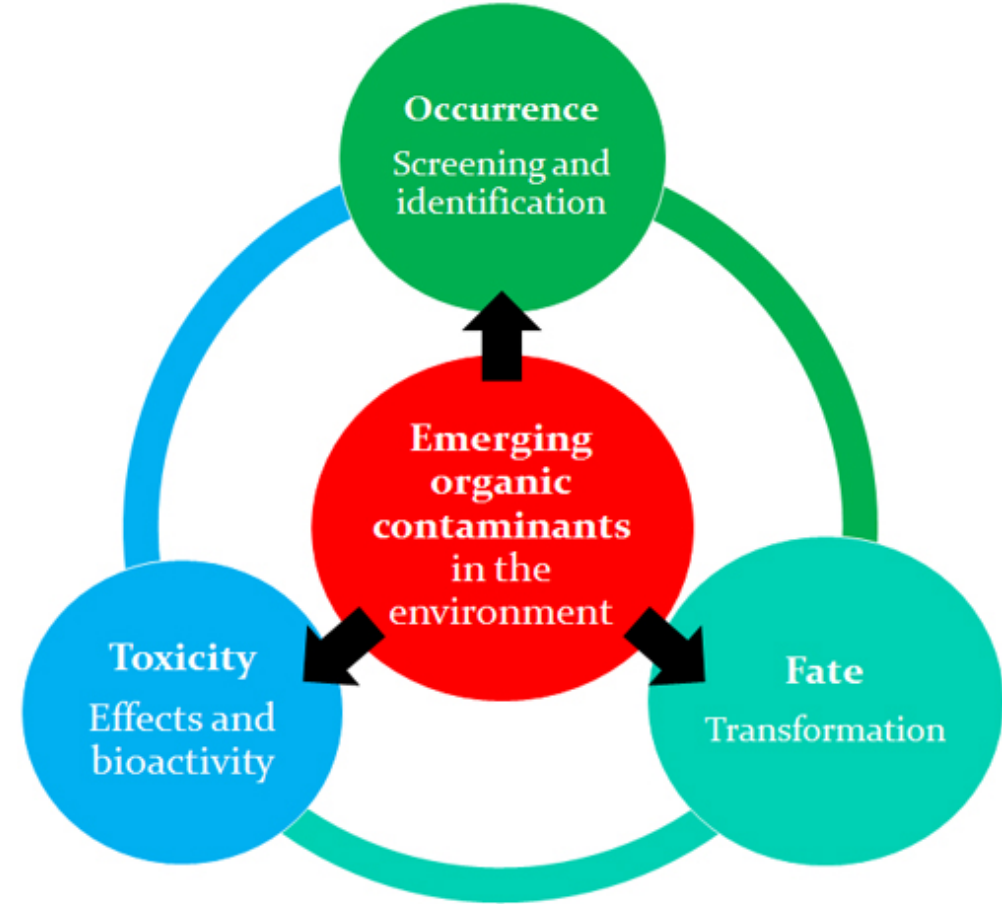 Occurrence
Screening and
identification
Emerging
organic
contaminants
in the
environment
Toxicity
Effects and
bioactivity
Fate
Transformation